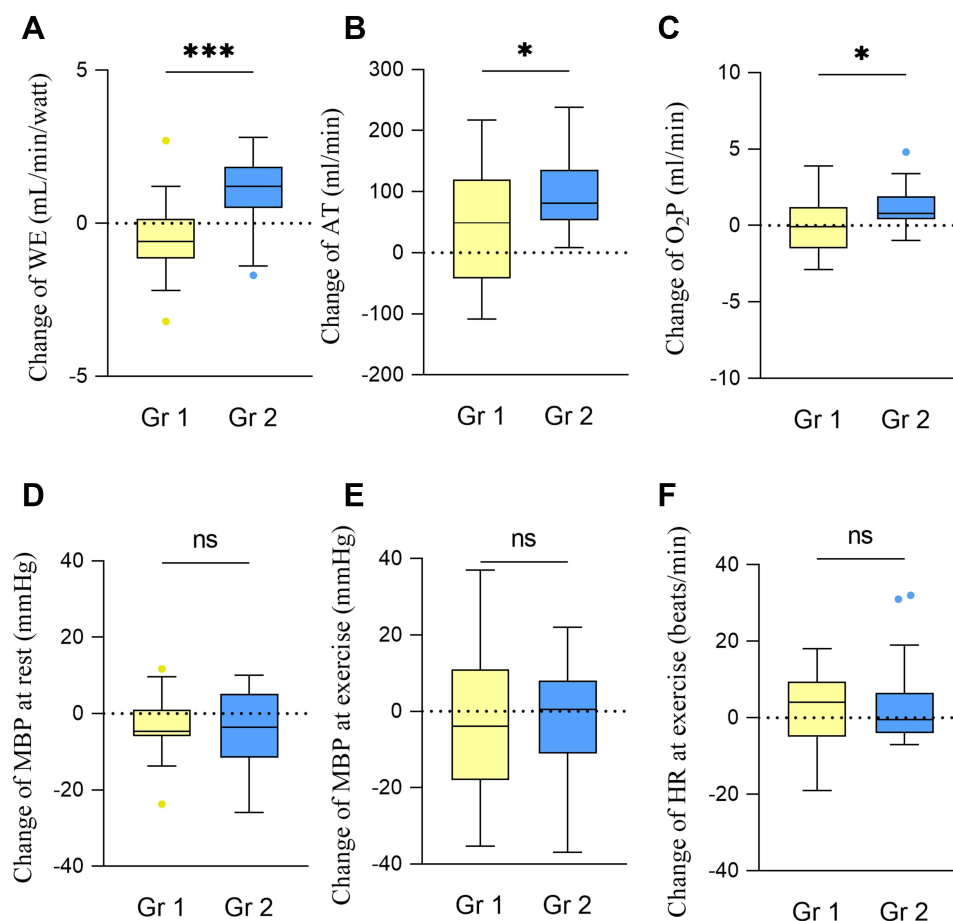 A
Change of WE (mL/min/watt)
***
5
0
-5
Gr 1 Gr 2
B
Change of AT (ml/min)
*
300
200
100
0
-100
-200
Gr 1 Gr 2
C
Change of O₂P (ml/min)
*
10
5
0
-5
-10
Gr 1 Gr 2
D
Change of MBP at rest (mmHg)
ns
40
20
0
-20
-40
Gr 1 Gr 2
E
Change of MBP at exercise (mmHg)
ns
40
20
0
-20
-40
Gr 1 Gr 2
F
Change of HR at exercise (beats/min)
ns
40
20
0
-20
-40
Gr 1 Gr 2